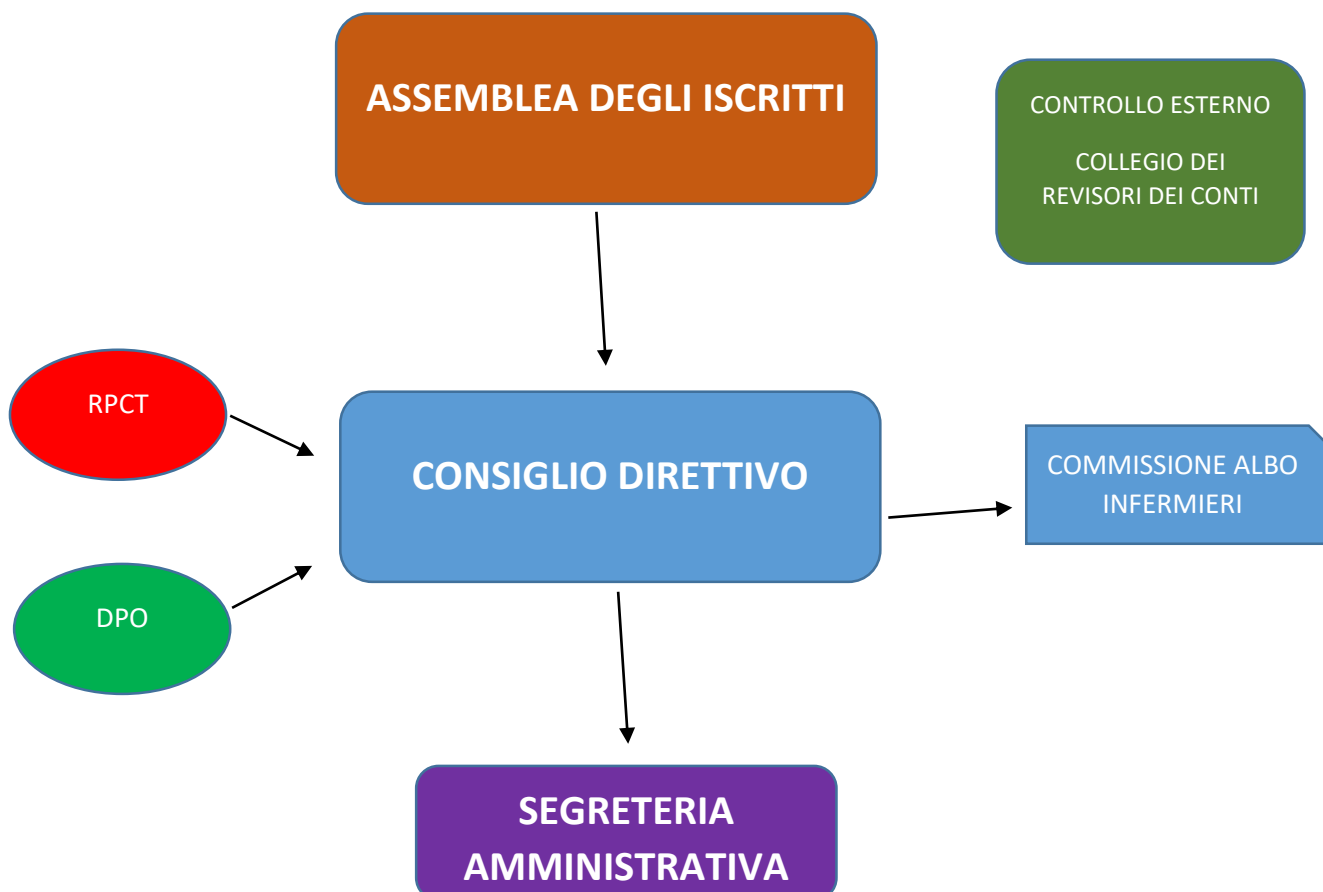 ASSEMBLEA DEGLI ISCRITTI
CONTROLLO ESTERNO
COLLEGIO DEI
REVISORI DEI CONTI
RPCT
CONSIGLIO DIRETTIVO
COMMISSIONE ALBO
INFERMIERI
DPO
SEGRETERIA
AMMINISTRATIVA